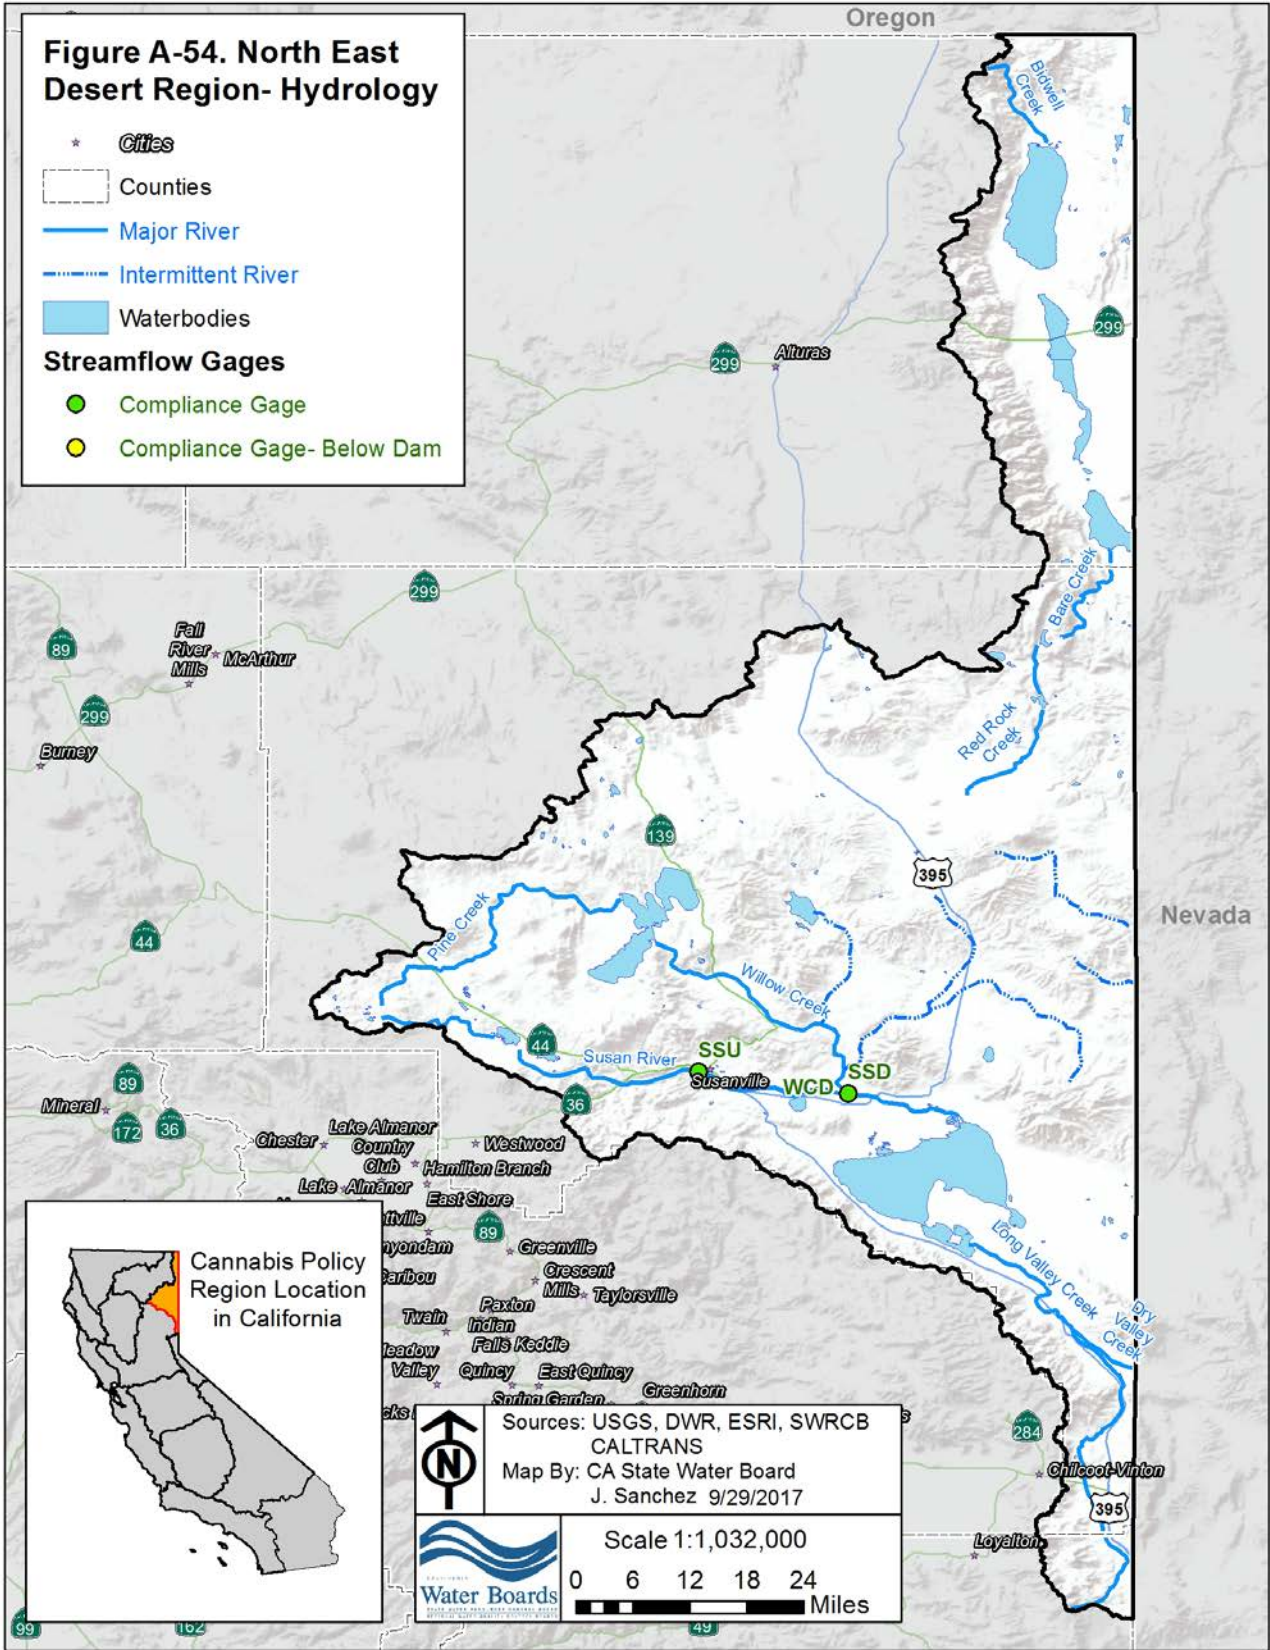 Oregon
Figure A-54. North East
Desert Region- Hydrology
Cities
Counties
Major River
Intermittent River
Waterbodies
Streamflow Gages
Compliance Gage
Compliance Gage- Below Dam
Bidwell
Creek
299
299
Alturas
299
Bare Creek
89
Fall
River
Mills
McArthur
299
Red Rock
Creek
Burney
139
395
Nevada
Pine Creek
44
Willow Creek
44
Susan River
SSU
Susanville
WCD
SSD
89
36
Mineral
172
36
Chester
Lake Almanor
Country
Club
Westwood
Hamilton Branch
Lake Almanor
East Shore
89
Greenville
Crescent
Mills
Taylorsville
Long Valley Creek
Dry
Valley
Creek
Paxton
Twain
Indian
Falls
Keddie
Valley
Quincy
East Quincy
Spring Garden
Greenhorn
Cannabis Policy
Region Location
in California
284
Chilcoot-Vinton
395
Loyalton
N
Sources: USGS, DWR, ESRI, SWRCB
CALTRANS
Map By: CA State Water Board
J. Sanchez 9/29/2017
Water Boards
Scale 1:1,032,000
0 6 12 18 24
Miles
99
162
49